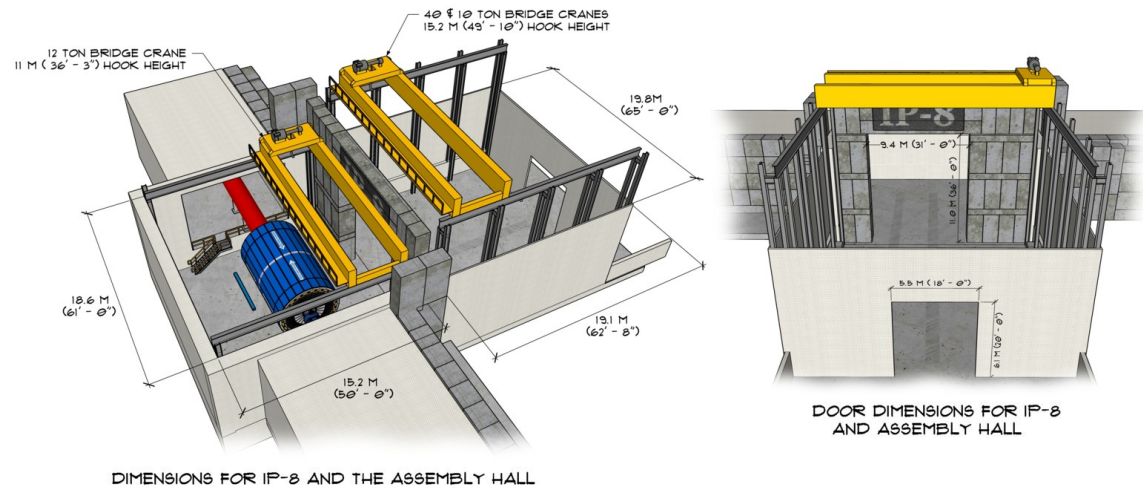 40 & 10 TON BRIDGE CRANES
15.2 M (49' - 10") HOOK HEIGHT
12 TON BRIDGE CRANE
11 M ( 36' - 3") HOOK HEIGHT
19.8M
(65' - 0")
18.6 M
(61' - 0")
19.1 M
(62' - 8")
15.2 M
(50' - 0")
DIMENSIONS FOR IP-8 AND THE ASSEMBLY HALL
IP-8
9.4 M (31' - 0")
11.0 M (36' - 0")
5.5 M (18' - 0")
6.1 M (20' - 0")
DOOR DIMENSIONS FOR IP-8
AND ASSEMBLY HALL